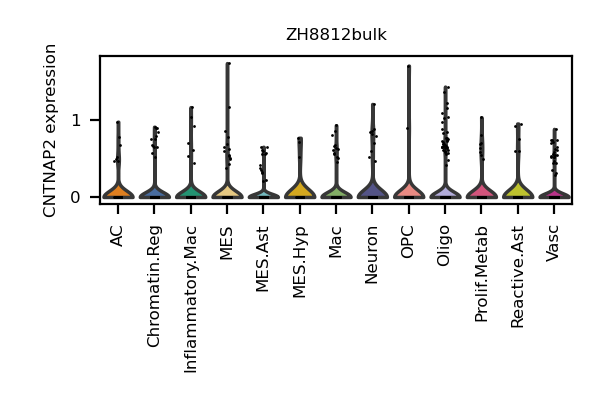 ZH8812bulk
CNTNAP2 expression
1
0
AC
Chromatin.Reg
Inflammatory.Mac
MES
MES.Ast
MES.Hyp
Mac
Neuron
OPC
Oligo
Prolif.Metab
Reactive.Ast
Vasc